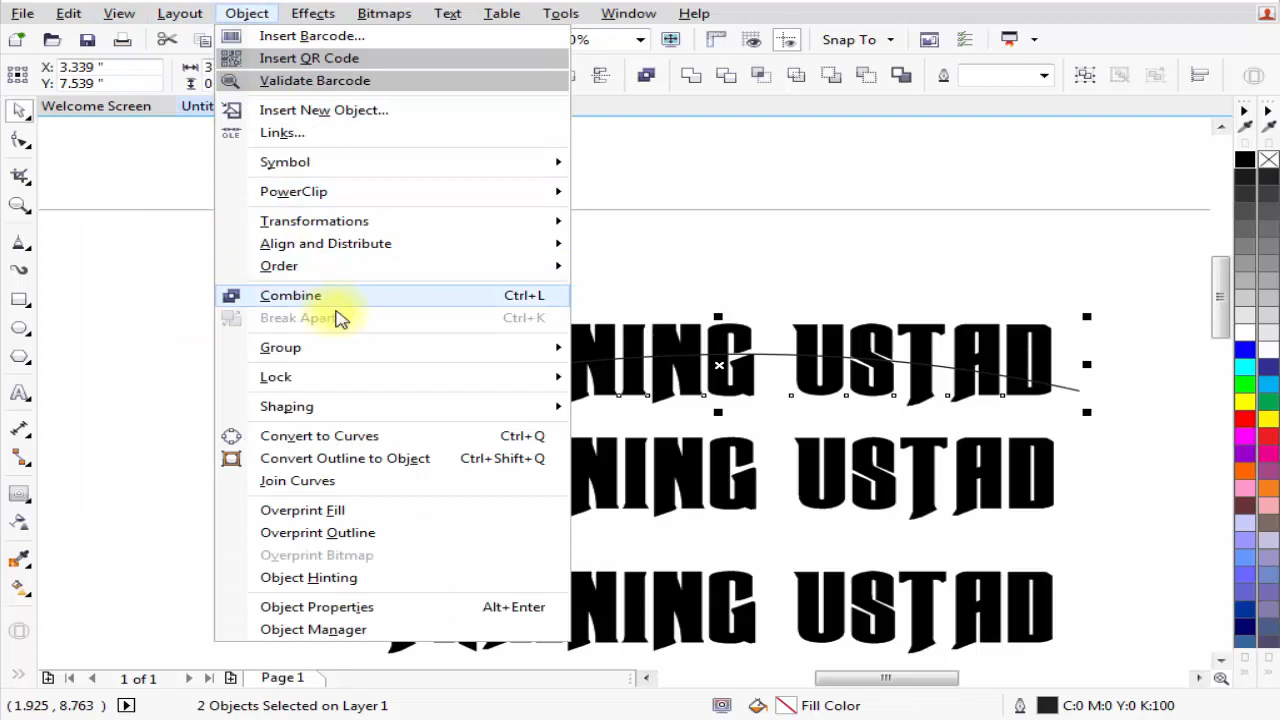 File Edit View Layout Object Effects Bitmaps Text Table Tools Window Help
Insert Barcode...
0% Snap To
Insert QR Code
X: 3.339 " 3
Y: 7.539 " 0
Validate Barcode
Welcome Screen Untit
Insert New Object...
Links...
OLE
Symbol
PowerClip
Transformations
Align and Distribute
Order
Combine Ctrl+L
Break Apart Ctrl+K
Group
NING USTAD
Lock
Shaping
Convert to Curves Ctrl+Q
Convert Outline to Object Ctrl+Shift+Q
NING USTAD
Join Curves
Overprint Fill
Overprint Outline
Overprint Bitmap
Object Hinting
Object Properties Alt+Enter
NING USTAD
Object Manager
1 of 1 Page 1
(1.925, 8.763 ) 2 Objects Selected on Layer 1 Fill Color C:0 M:0 Y:0 K:100